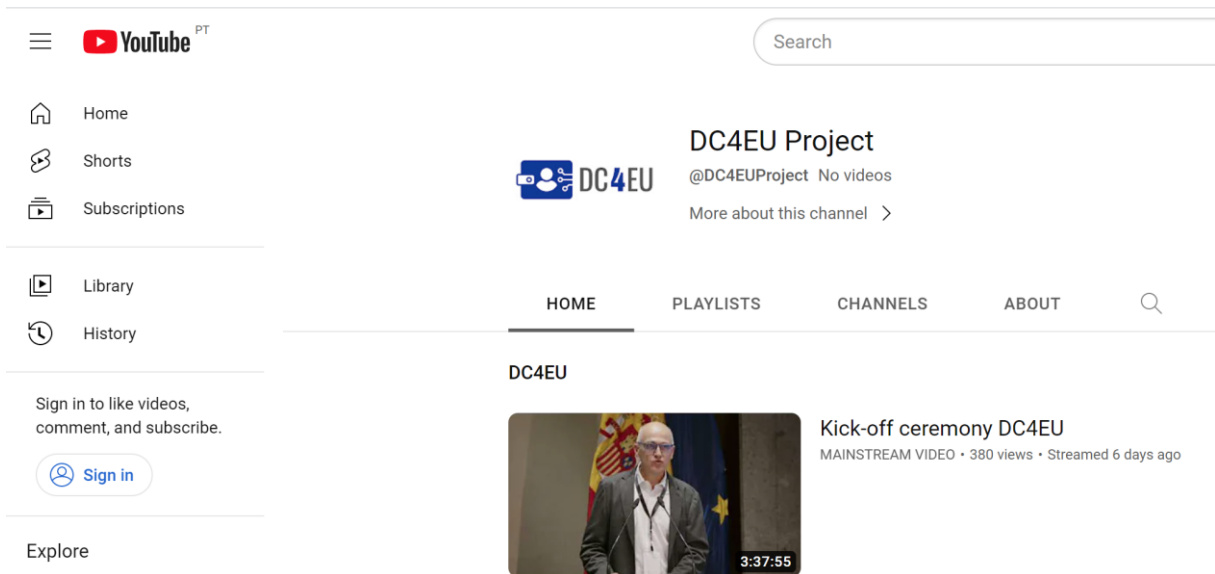 YouTube PT
Search
Home
Shorts
Subscriptions
Library
History
Sign in to like videos,
comment, and subscribe.
Sign in
Explore
DC4EU
DC4EU Project
@DC4EUProject No videos
More about this channel
HOME PLAYLISTS CHANNELS ABOUT
DC4EU
3:37:55
Kick-off ceremony DC4EU
MAINSTREAM VIDEO • 380 views • Streamed 6 days ago